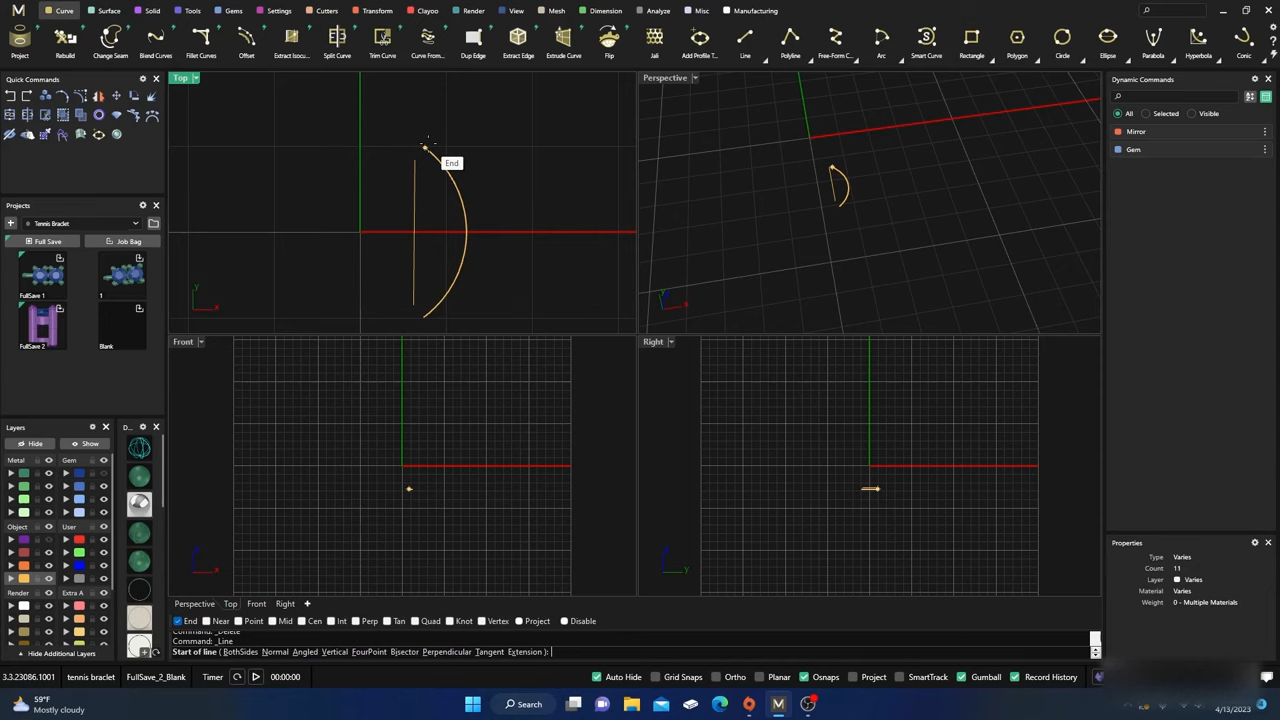 Curve Surface Solid Tools Gems Settings Cutters Transform Clayoo Render View Mesh Dimension Analyze Misc Manufacturing
Project Rebuild Change Seam Blend Curves Fillet Curves Offset Extract Isocu... Split Curve Trim Curve Curve From... Dup Edge Extract Edge Extrude Curve Flip Jali Add Profile T... Line Polyline Free-Form C... Arc Smart Curve Rectangle Polygon Circle Ellipse Parabola Hyperbola Conic
Quick Commands
Top
Perspective
Dynamic Commands
All Selected Visible
Mirror
Gem
End
Projects
Tennis Braclet
Full Save Job Bag
FullSave 1 1
FullSave 2 Blank
y x
y x
Front
Right
Layers D...
Hide Show
Metal Gem
Object User
Render Extra A
Hide Additional Layers
x
y
Properties
Type Varies
Count 11
Layer Varies
Material Varies
Weight 0 - Multiple Materials
Perspective Top Front Right
End Near Point Mid Cen Int Perp Tan Quad Knot Vertex Project Disable
Command: _Delete
Command: _Line
Start of line ( BothSides Normal Angled Vertical FourPoint Bisector Perpendicular Tangent Extension ):
3.3.23086.1001 tennis bracelet FullSave_2_Blank Timer 00:00:00 Auto Hide Grid Snaps Ortho Planar Osnaps Project SmartTrack Gumball Record History
59°F
Mostly cloudy
Search
4/13/2023